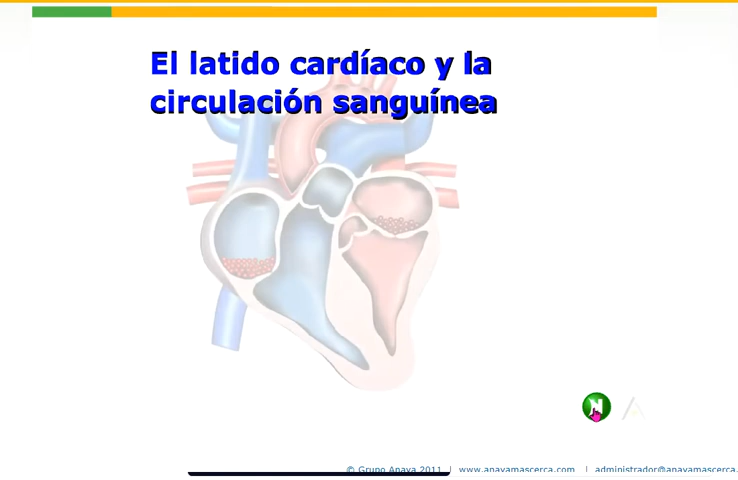 El latido cardíaco y la
circulación sanguínea
© Grupo Anaya 2011 | www.anayamascerca.com | administrador@anayamascerca.